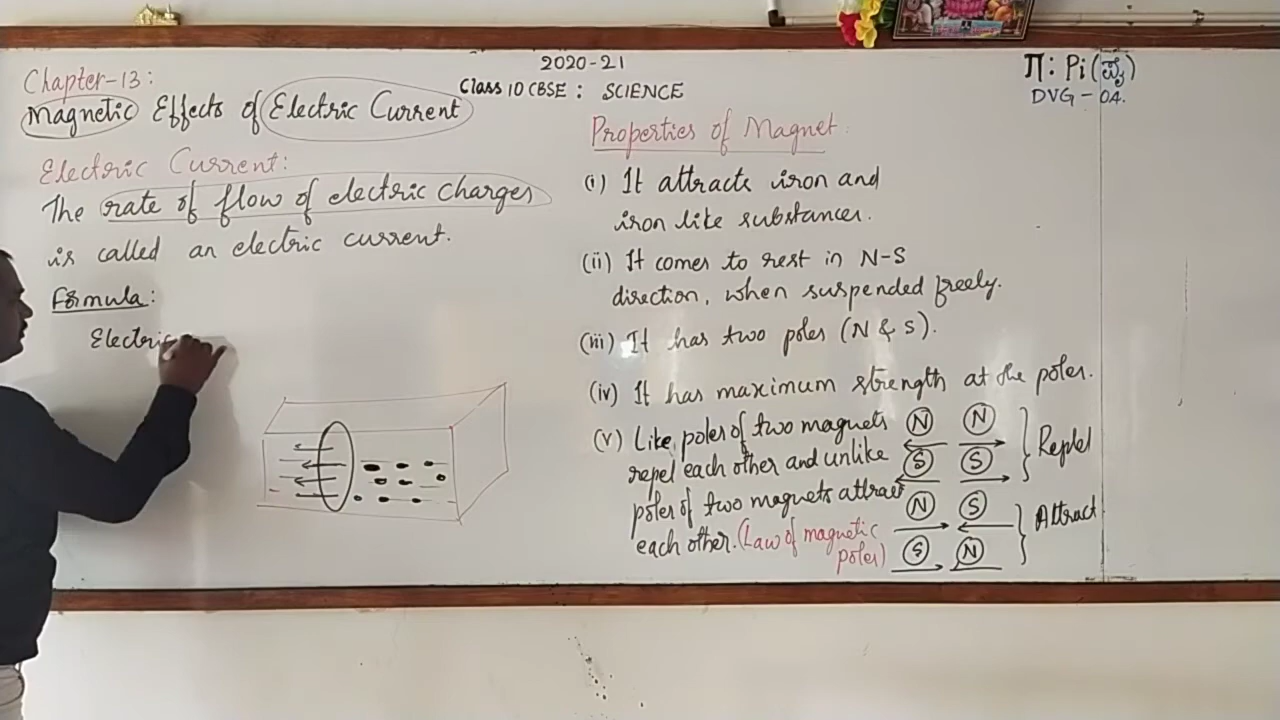 2020-21
Class 10 CBSE : SCIENCE
Π: Pi (ಪೈ)
DVG - 04.
Chapter-13:
Magnetic Effects of Electric Current
Electric Current:
The rate of flow of electric charges
is called an electric current.
Formula:
Electric
Properties of Magnet.
(i) It attracts iron and
iron like substances.
(ii) It comes to rest in N-S
direction, when suspended freely.
(iii) It has two poles (N & S).
(iv) It has maximum strength at the poles.
(v) Like poles of two magnets
repel each other and unlike
poles of two magnets attract
each other. (Law of magnetic
poles)
N N
S S
Repel
N S
S N
Attract